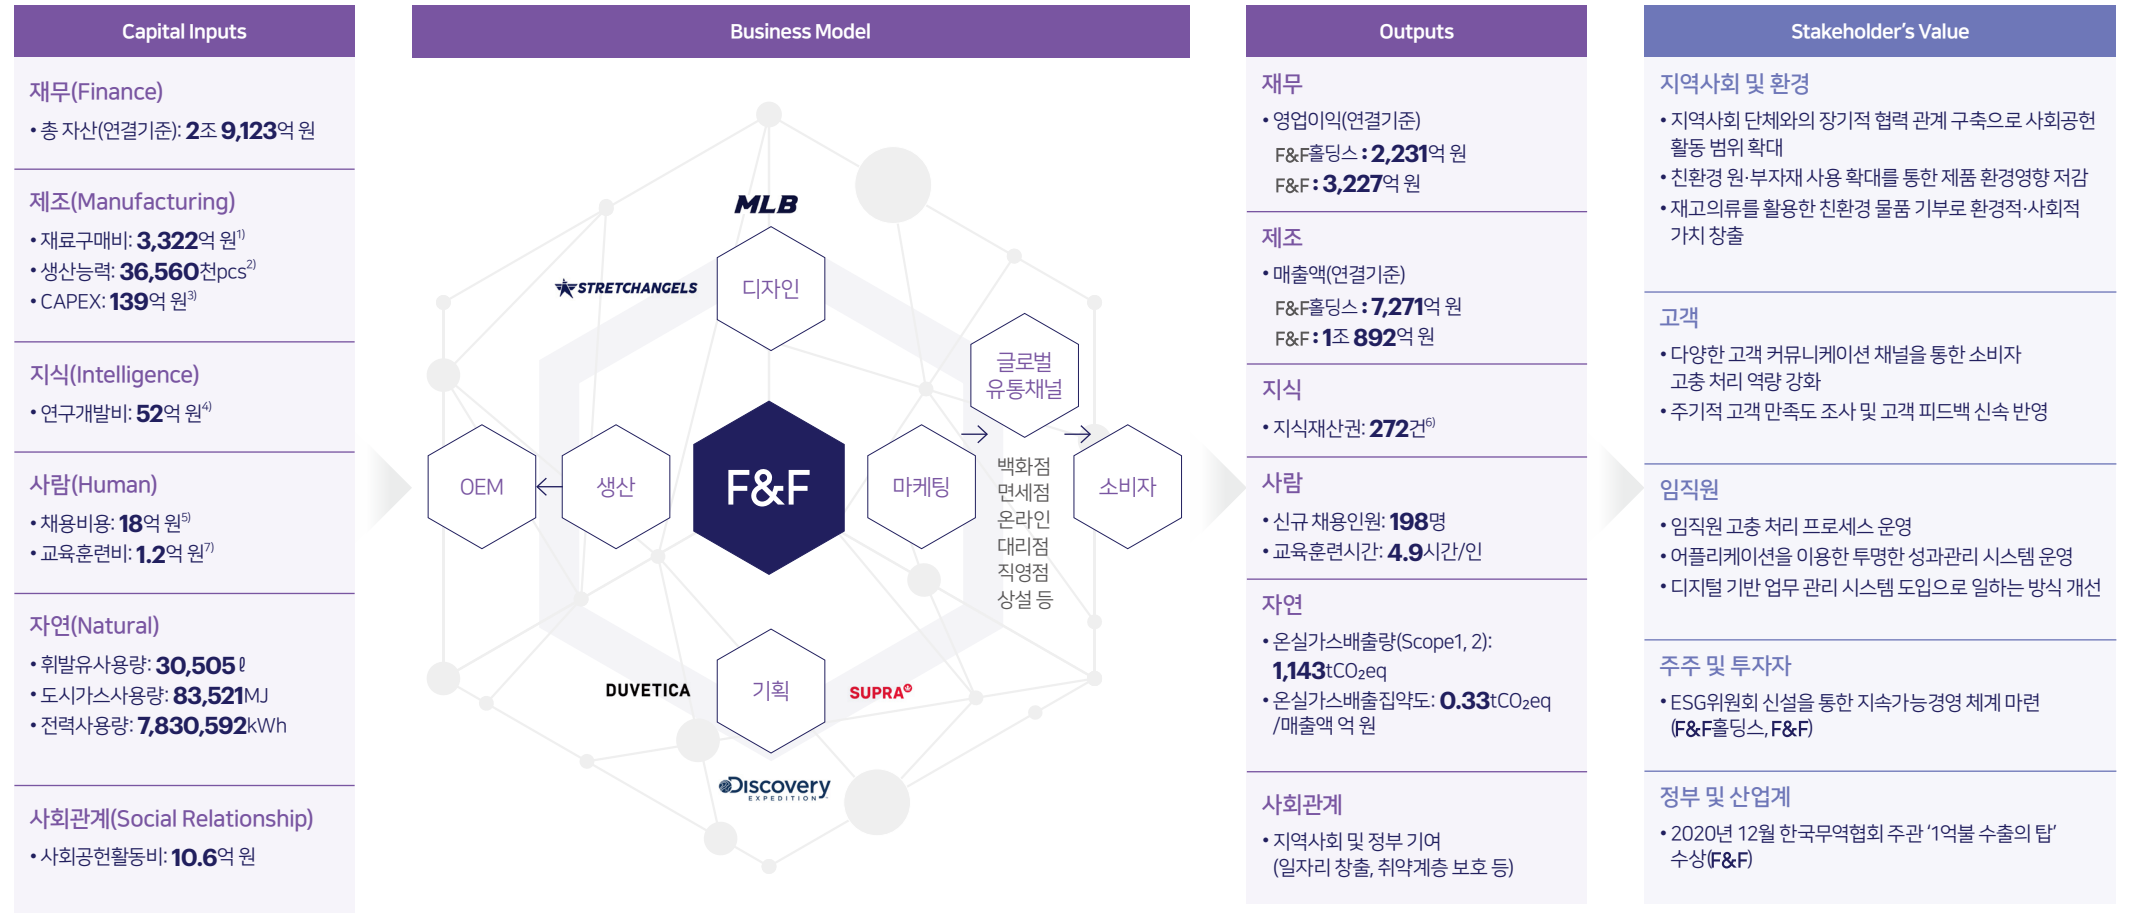 Capital Inputs
재무(Finance)
• 총 자산(연결기준): 2조 9,123억 원
제조(Manufacturing)
• 재료구매비: 3,322억 원1)
• 생산능력: 36,560천pcs2)
• CAPEX: 139억 원3)
지식(Intelligence)
• 연구개발비: 52억 원4)
사람(Human)
• 채용비용: 18억 원5)
• 교육훈련비: 1.2억 원7)
자연(Natural)
• 휘발유사용량: 30,505ℓ
• 도시가스사용량: 83,521MJ
• 전력사용량: 7,830,592kWh
사회관계(Social Relationship)
• 사회공헌활동비: 10.6억 원
Business Model
MLB
STRETCHANGELS
디자인
글로벌
유통채널
OEM
생산
F&F
마케팅
소비자
백화점
면세점
온라인
대리점
직영점
상설 등
DUVETICA
기획
SUPRA
Discovery
EXPEDITION
Outputs
재무
• 영업이익(연결기준)
F&F홀딩스 : 2,231억 원
F&F : 3,227억 원
제조
• 매출액(연결기준)
F&F홀딩스 : 7,271억 원
F&F : 1조 892억 원
지식
• 지식재산권: 272건6)
사람
• 신규 채용인원: 198명
• 교육훈련시간: 4.9시간/인
자연
• 온실가스배출량(Scope1, 2):
1,143tCO₂eq
• 온실가스배출집약도: 0.33tCO₂eq
/매출액 억 원
사회관계
• 지역사회 및 정부 기여
(일자리 창출, 취약계층 보호 등)
Stakeholder's Value
지역사회 및 환경
• 지역사회 단체와의 장기적 협력 관계 구축으로 사회공헌
활동 범위 확대
• 친환경 원·부자재 사용 확대를 통한 제품 환경영향 저감
• 재고의류를 활용한 친환경 물품 기부로 환경적·사회적
가치 창출
고객
• 다양한 고객 커뮤니케이션 채널을 통한 소비자
고충 처리 역량 강화
• 주기적 고객 만족도 조사 및 고객 피드백 신속 반영
임직원
• 임직원 고충 처리 프로세스 운영
• 어플리케이션을 이용한 투명한 성과관리 시스템 운영
• 디지털 기반 업무 관리 시스템 도입으로 일하는 방식 개선
주주 및 투자자
• ESG위원회 신설을 통한 지속가능경영 체계 마련
(F&F홀딩스, F&F)
정부 및 산업계
• 2020년 12월 한국무역협회 주관 '1억불 수출의 탑'
수상(F&F)